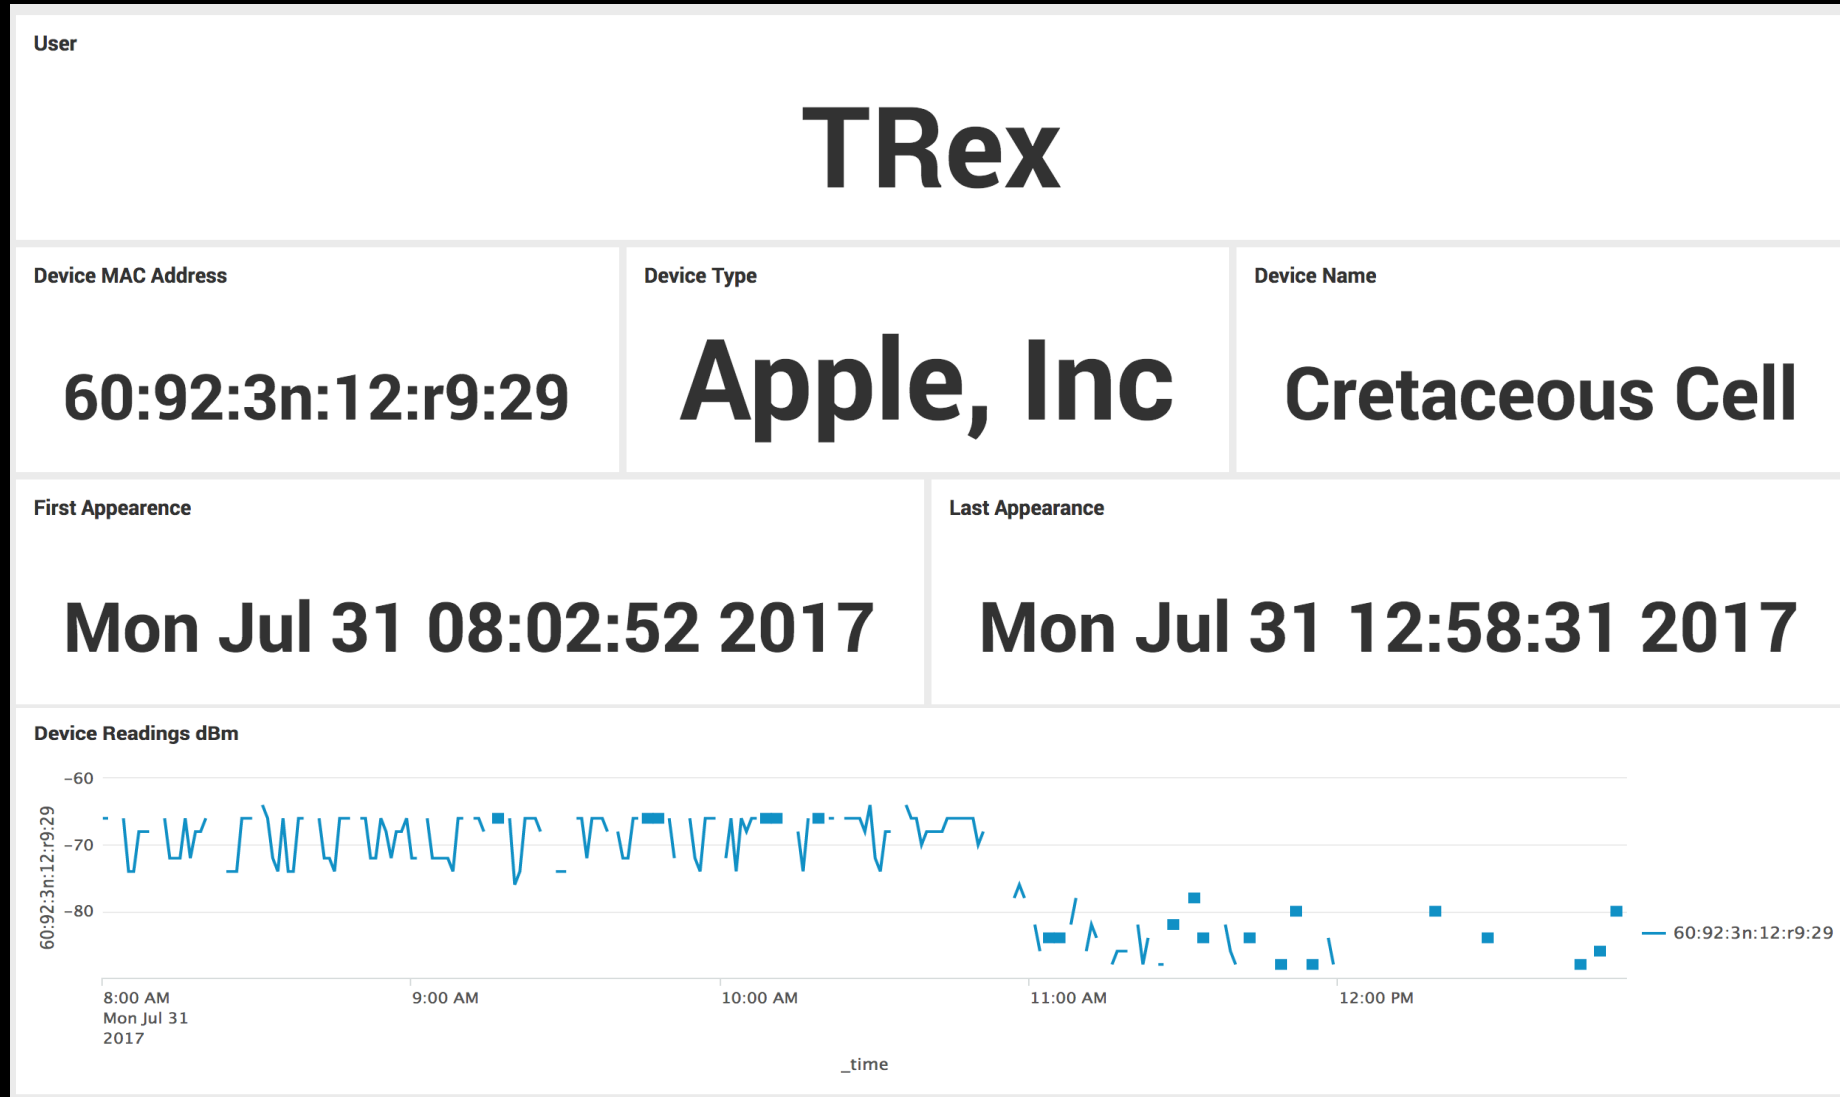 User
TRex
Device MAC Address
60:92:3n:12:r9:29
Device Type
Apple, Inc
Device Name
Cretaceous Cell
First Appearence
Mon Jul 31 08:02:52 2017
Last Appearance
Mon Jul 31 12:58:31 2017
Device Readings dBm
60:92:3n:12:r9:29
−60
−70
−80
8:00 AM
Mon Jul 31
2017
9:00 AM
10:00 AM
11:00 AM
12:00 PM
_time
60:92:3n:12:r9:29